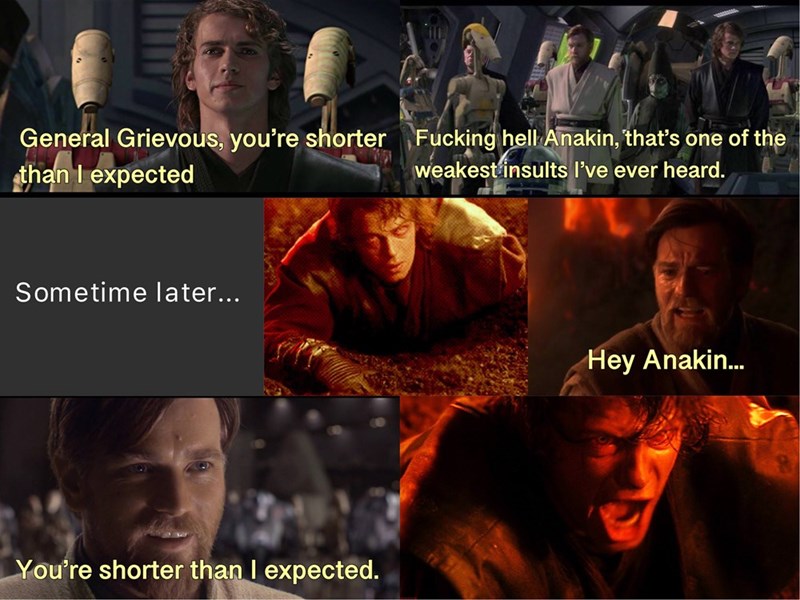 General Grievous, you're shorter
than I expected
Fucking hell Anakin, that's one of the
weakest insults I've ever heard.
Sometime later...
Hey Anakin...
You're shorter than I expected.